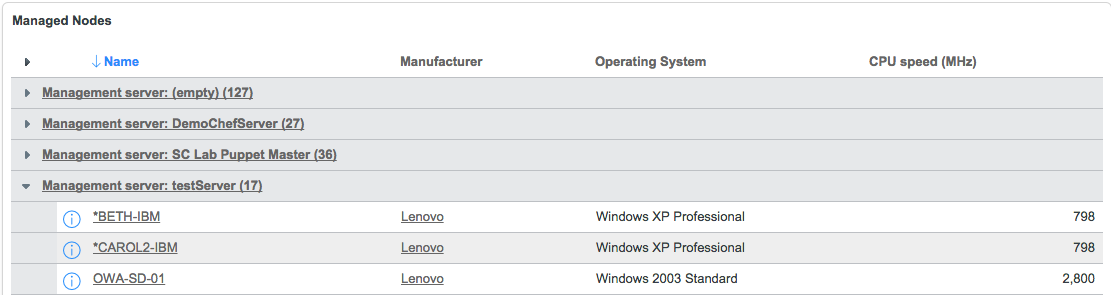 Managed Nodes
Name Manufacturer Operating System CPU speed (MHz)
Management server: (empty) (127)
Management server: DemoChefServer (27)
Management server: SC Lab Puppet Master (36)
Management server: testServer (17)
*BETH-IBM Lenovo Windows XP Professional 798
*CAROL2-IBM Lenovo Windows XP Professional 798
OWA-SD-01 Lenovo Windows 2003 Standard 2,800